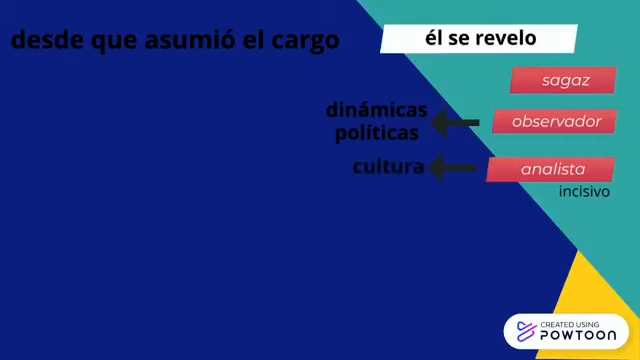 desde que asumió el cargo
él se revelo
sagaz
dinámicas
políticas
observador
cultura
analista
incisivo
CREATED USING
POWTOON